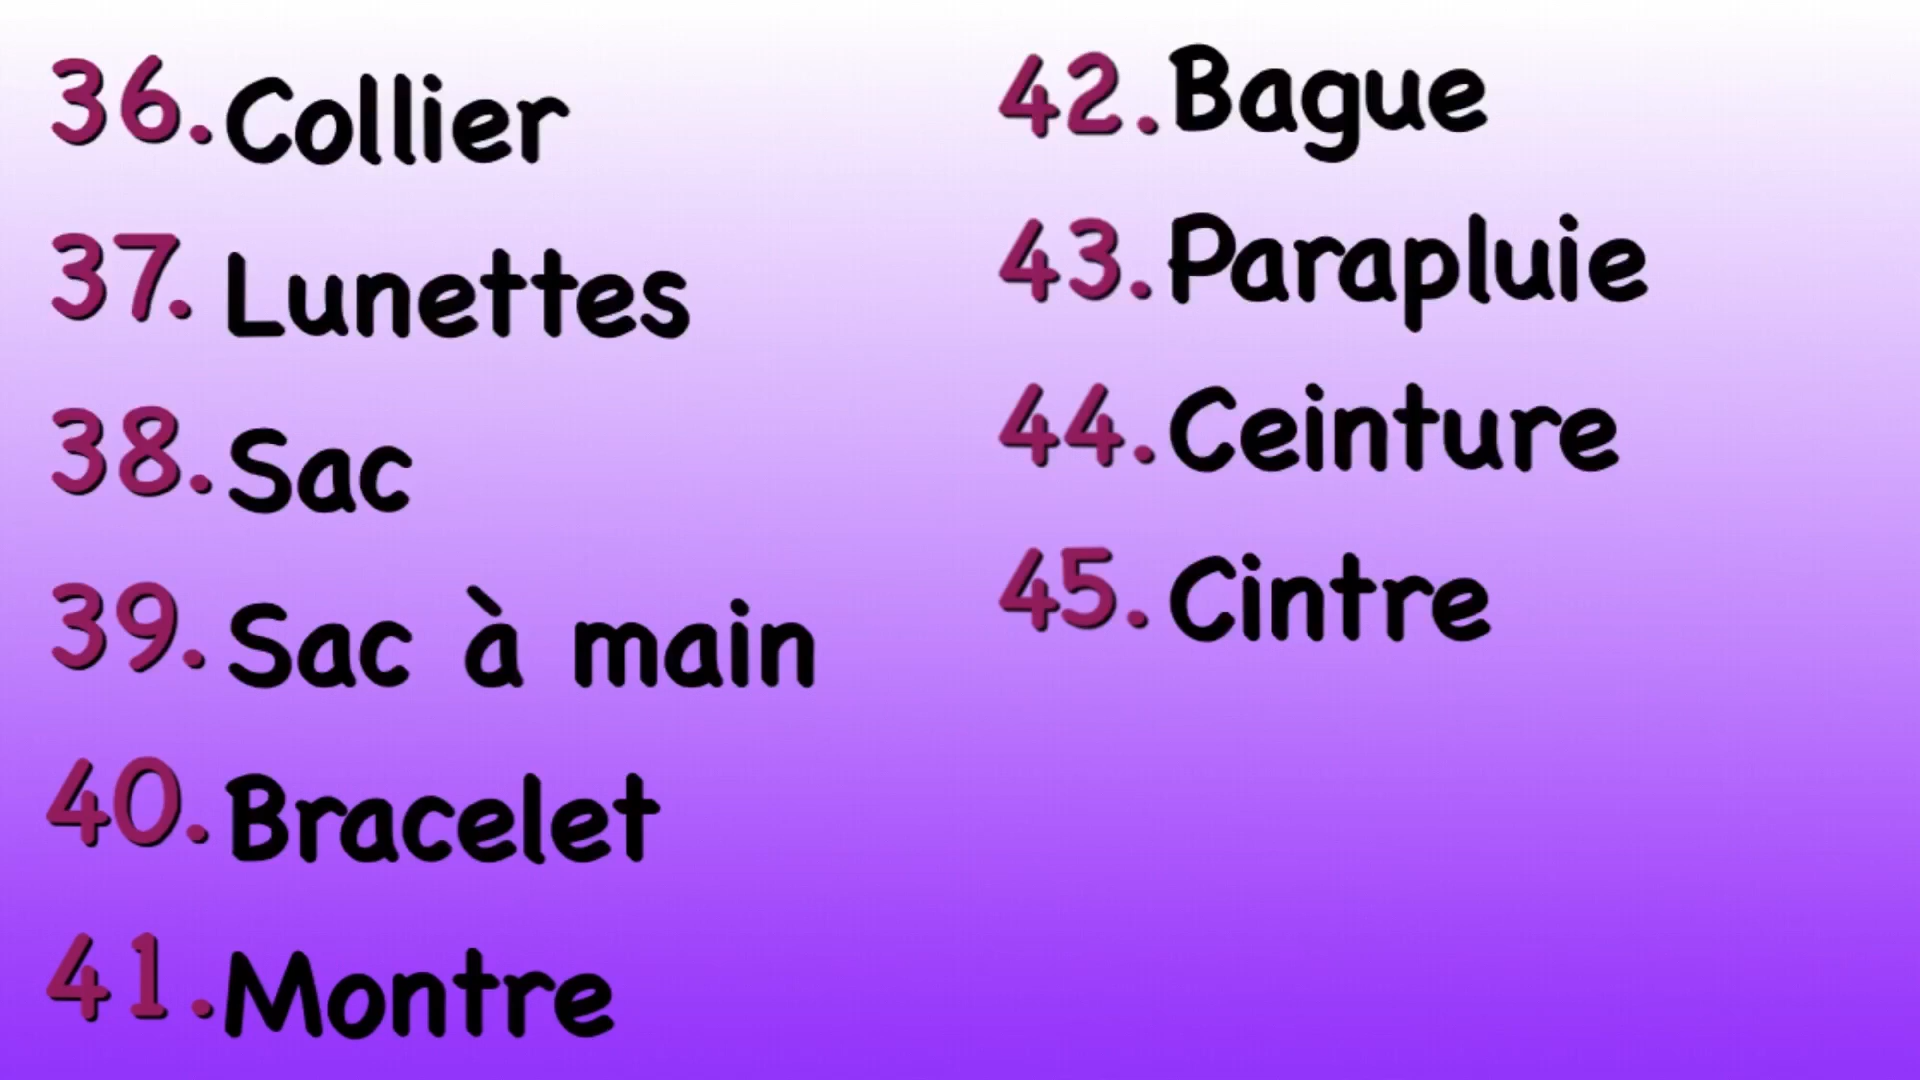 36. Collier
37. Lunettes
38. Sac
39. Sac à main
40. Bracelet
41. Montre
42. Bague
43. Parapluie
44. Ceinture
45. Cintre